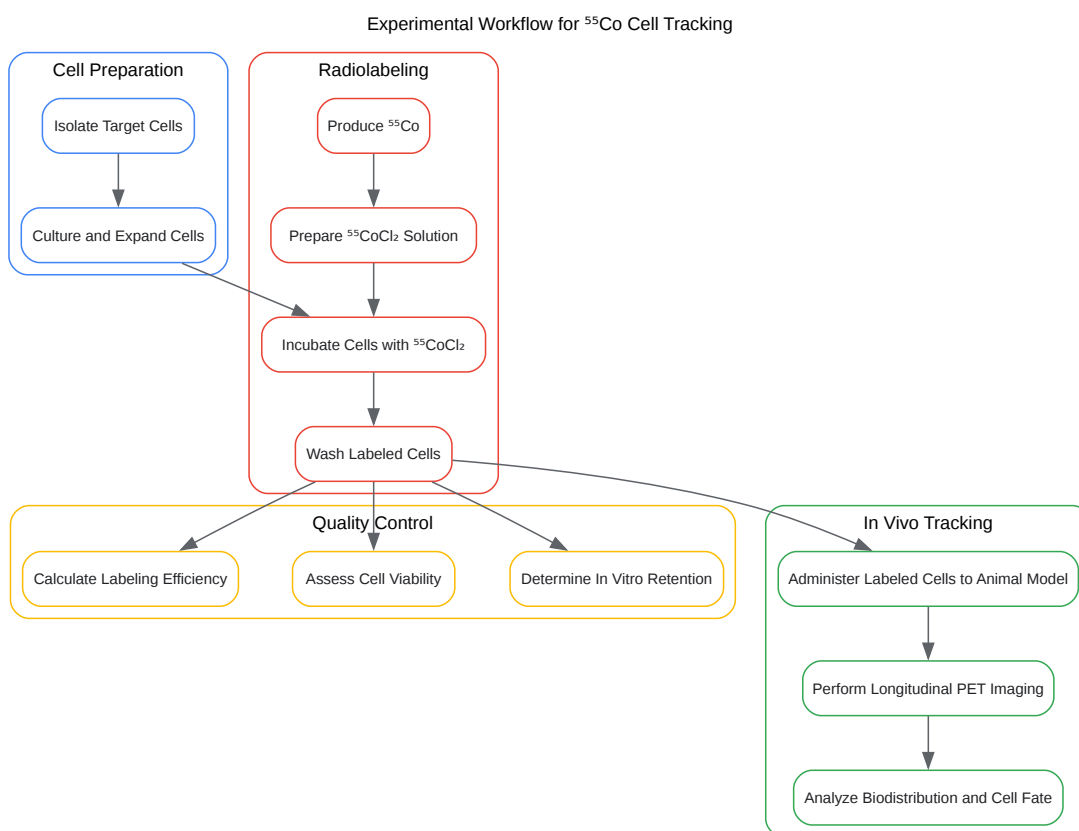 Experimental Workflow for ⁵⁵Co Cell Tracking
Cell Preparation
Isolate Target Cells
Culture and Expand Cells
Radiolabeling
Produce ⁵⁵Co
Prepare ⁵⁵CoCl₂ Solution
Incubate Cells with ⁵⁵CoCl₂
Wash Labeled Cells
Quality Control
Calculate Labeling Efficiency
Assess Cell Viability
Determine In Vitro Retention
In Vivo Tracking
Administer Labeled Cells to Animal Model
Perform Longitudinal PET Imaging
Analyze Biodistribution and Cell Fate